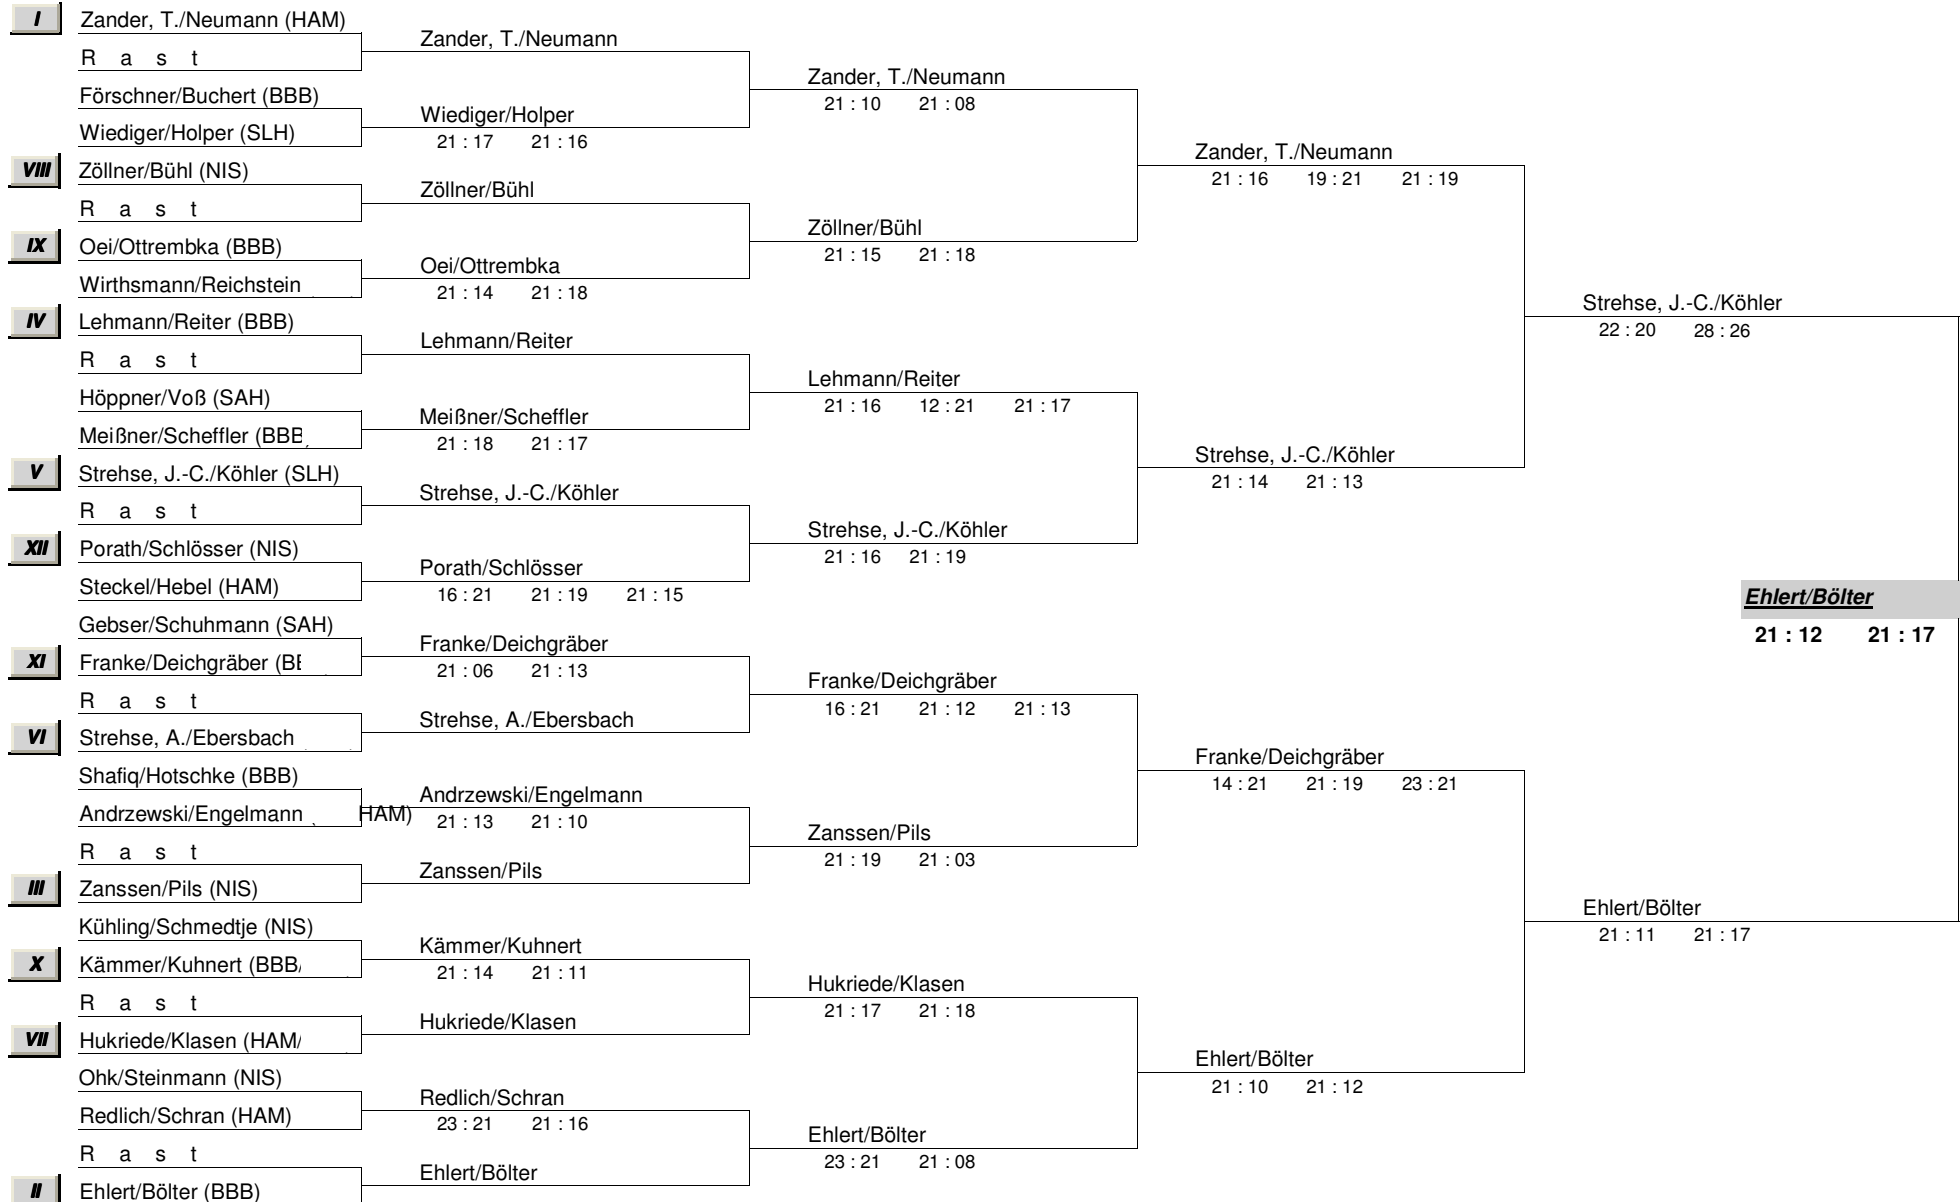 I Zander, T./Neumann (HAM)
Zander, T./Neumann
R a s t
Zander, T./Neumann
21 : 10 21 : 08
Förschner/Buchert (BBB)
Wiediger/Holper
Wiediger/Holper (SLH)
21 : 17 21 : 16
Zander, T./Neumann
21 : 16 19 : 21 21 : 19
VIII Zöllner/Bühl (NIS)
Zöllner/Bühl
R a s t
Zöllner/Bühl
21 : 15 21 : 18
IX Oei/Ottrembka (BBB)
Oei/Ottrembka
Wirthsmann/Reichstein
21 : 14 21 : 18
Strehse, J.-C./Köhler
22 : 20 28 : 26
IV Lehmann/Reiter (BBB)
Lehmann/Reiter
R a s t
Lehmann/Reiter
21 : 16 12 : 21 21 : 17
Höppner/Voß (SAH)
Meißner/Scheffler
Meißner/Scheffler (BBB
21 : 18 21 : 17
Strehse, J.-C./Köhler
21 : 14 21 : 13
V Strehse, J.-C./Köhler (SLH)
Strehse, J.-C./Köhler
R a s t
Strehse, J.-C./Köhler
21 : 16 21 : 19
XII Porath/Schlösser (NIS)
Porath/Schlösser
Steckel/Hebel (HAM)
16 : 21 21 : 19 21 : 15
Ehlert/Bölter
21 : 12 21 : 17
Gebser/Schuhmann (SAH)
Franke/Deichgräber
XI Franke/Deichgräber (BE
21 : 06 21 : 13
Franke/Deichgräber
16 : 21 21 : 12 21 : 13
R a s t
Strehse, A./Ebersbach
VI Strehse, A./Ebersbach
Franke/Deichgräber
14 : 21 21 : 19 23 : 21
Shafiq/Hotschke (BBB)
Andrzewski/Engelmann
Andrzewski/Engelmann HAM)
21 : 13 21 : 10
Zanssen/Pils
21 : 19 21 : 03
R a s t
Zanssen/Pils
III Zanssen/Pils (NIS)
Ehlert/Bölter
21 : 11 21 : 17
Kühling/Schmedtje (NIS)
Kämmer/Kuhnert
X Kämmer/Kuhnert (BBB/
21 : 14 21 : 11
Hukriede/Klasen
21 : 17 21 : 18
R a s t
Hukriede/Klasen
VII Hukriede/Klasen (HAM/
Ehlert/Bölter
21 : 10 21 : 12
Ohk/Steinmann (NIS)
Redlich/Schran
Redlich/Schran (HAM)
23 : 21 21 : 16
Ehlert/Bölter
23 : 21 21 : 08
R a s t
Ehlert/Bölter
II Ehlert/Bölter (BBB)